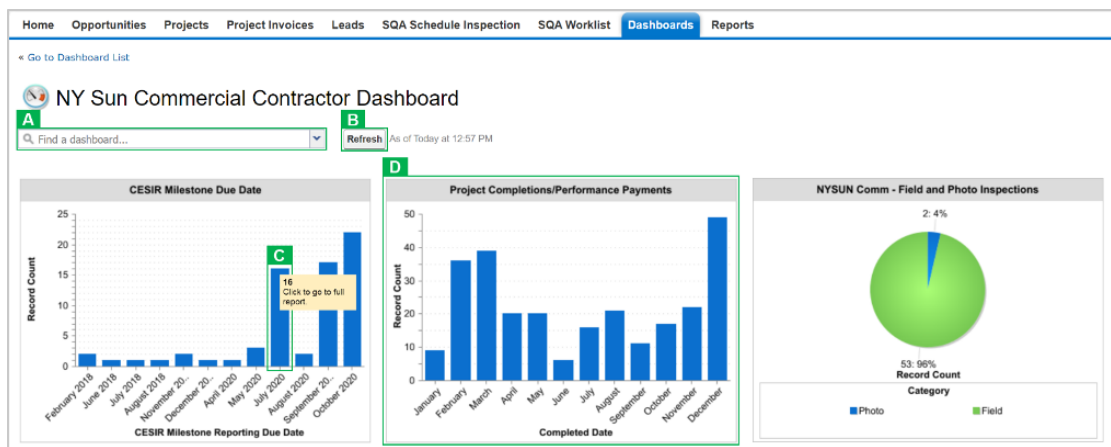 Home Opportunities Projects Project Invoices Leads SQA Schedule Inspection SQA Worklist Dashboards Reports
« Go to Dashboard List
NY Sun Commercial Contractor Dashboard
A
B
Find a dashboard...
Refresh As of Today at 12:57 PM
D
CESIR Milestone Due Date
25
20
15
10
5
0
Record Count
C
16
Click to go to full
report.
February 2018
June 2018
July 2018
August 2018
November 20..
December 20..
April 2020
May 2020
July 2020
August 2020
September 20..
October 2020
CESIR Milestone Reporting Due Date
Project Completions/Performance Payments
50
40
30
20
10
0
Record Count
January
February
March
April
May
June
July
August
September
October
November
December
Completed Date
NYSUN Comm - Field and Photo Inspections
2: 4%
53: 96%
Record Count
Category
Photo Field